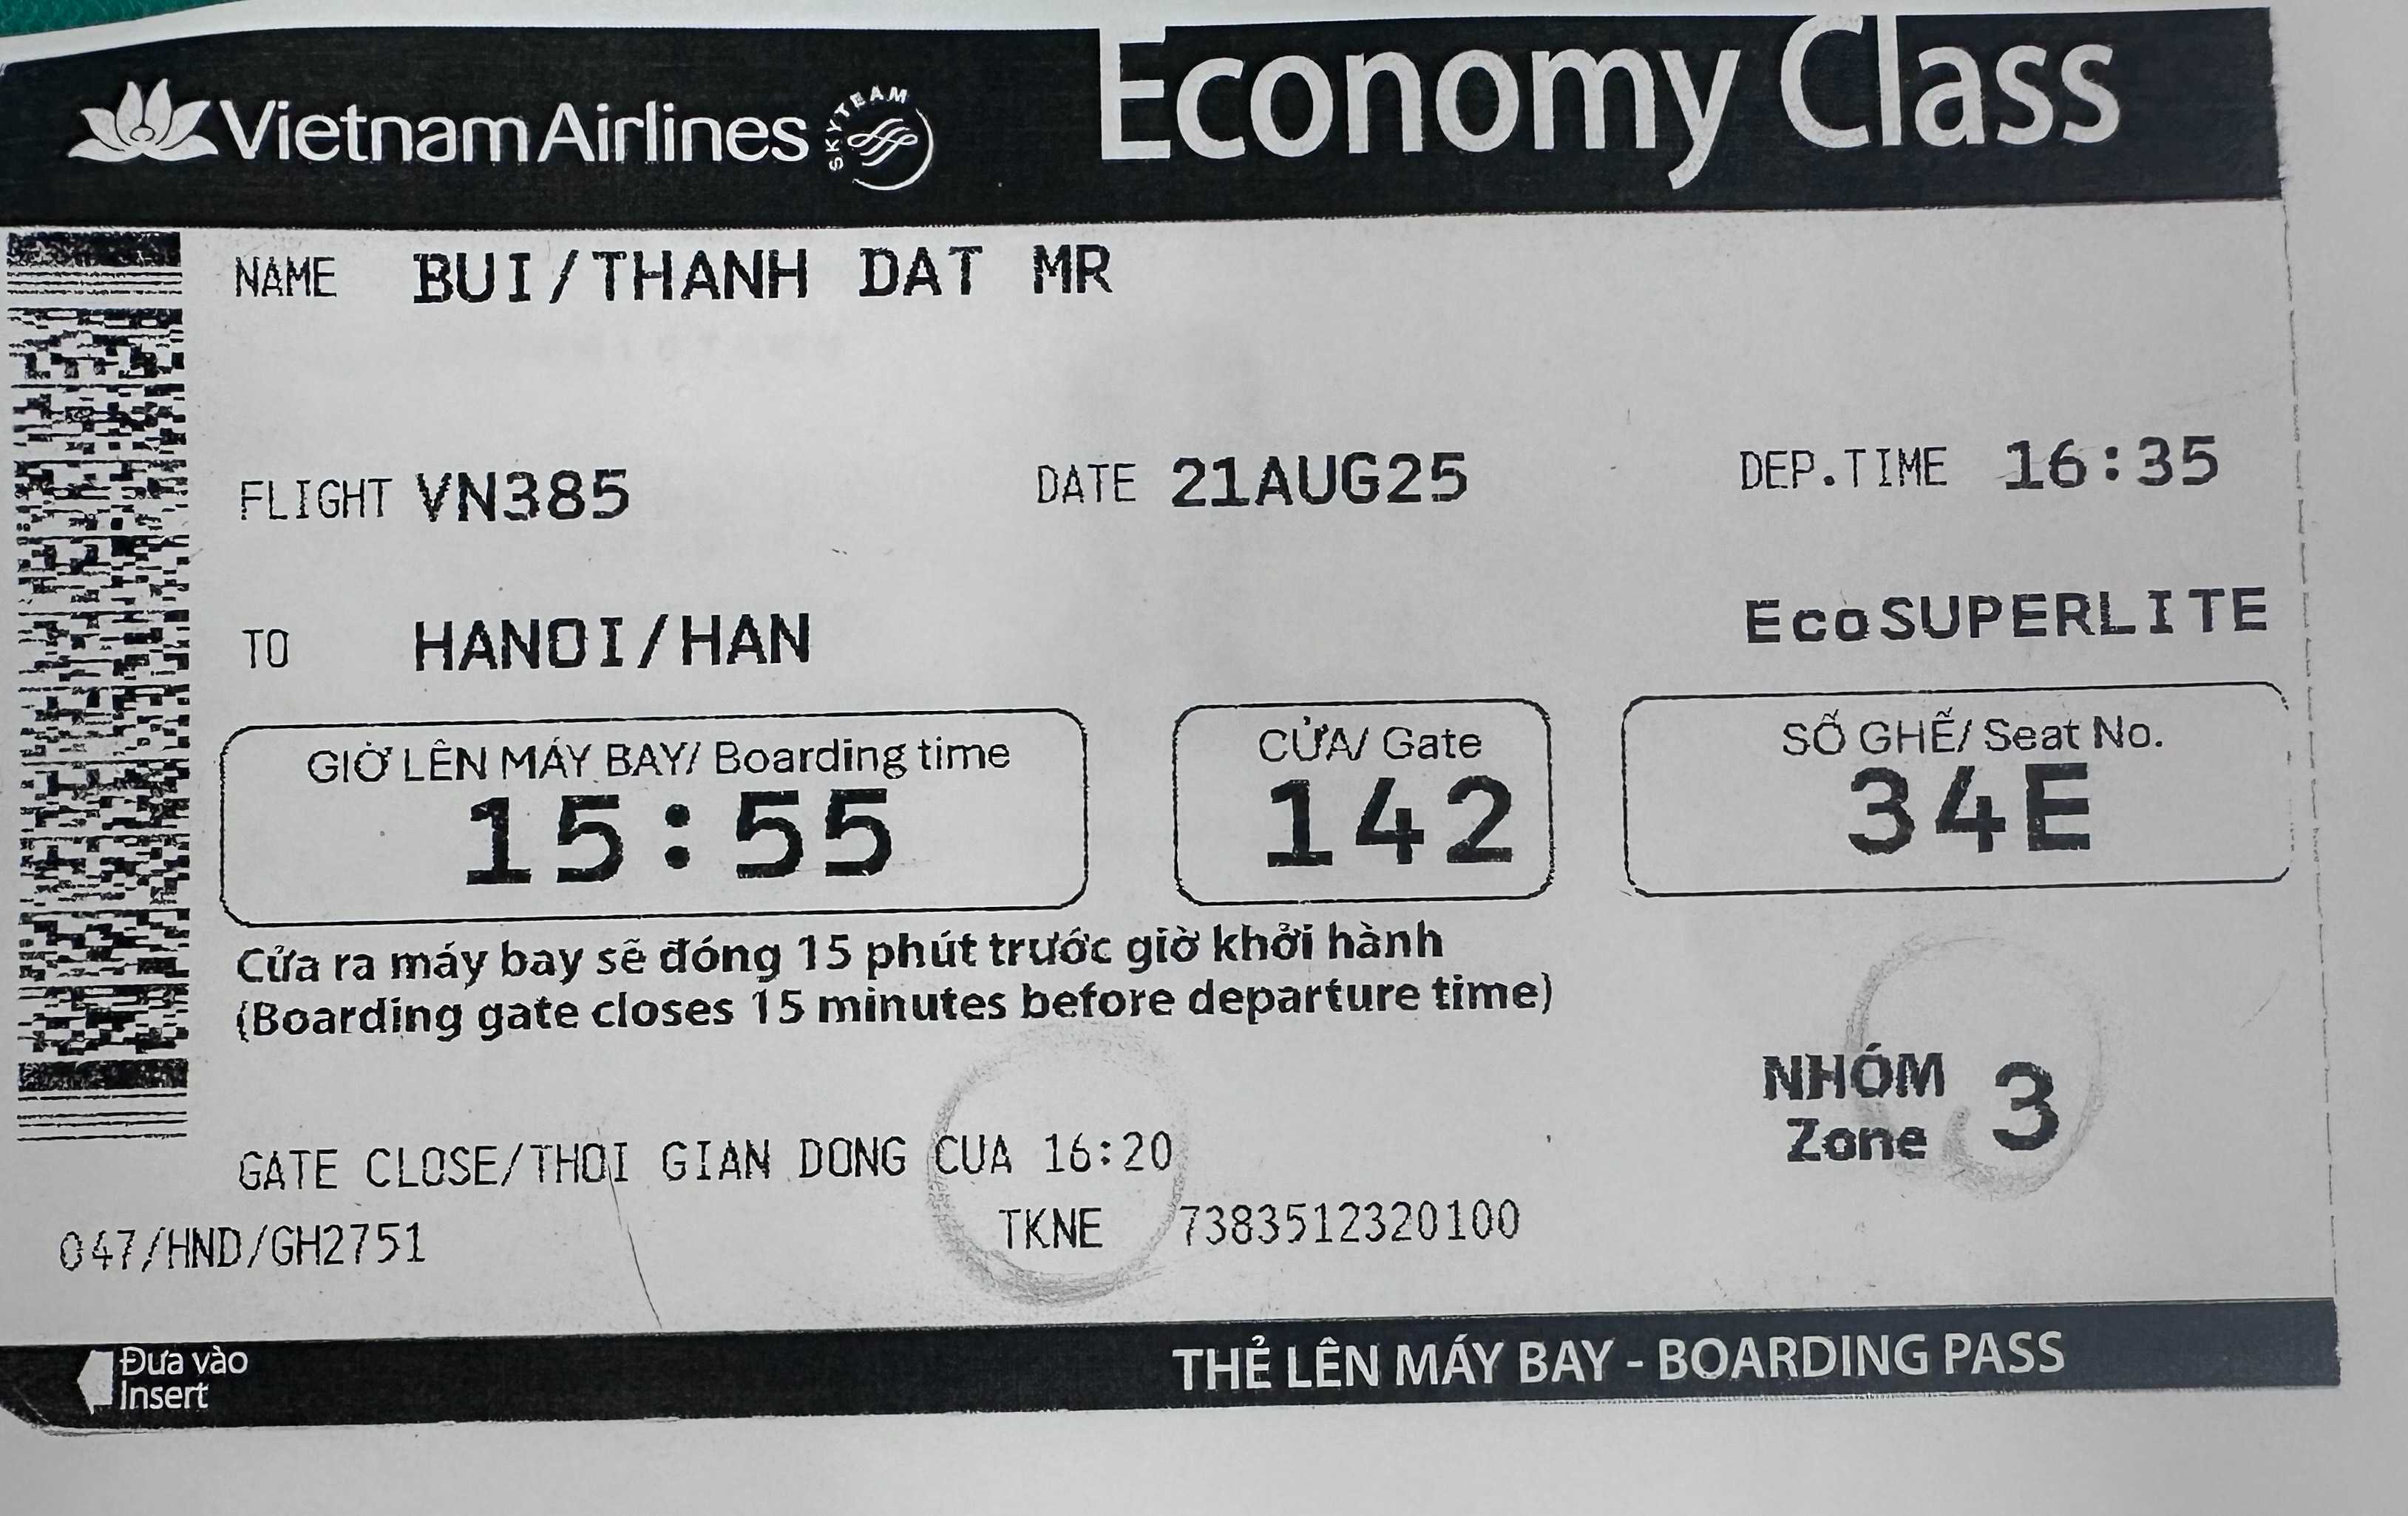 Vietnam Airlines SKYTEAM Economy Class
NAME BUI/THANH DAT MR
FLIGHT VN385 DATE 21AUG25 DEP.TIME 16:35
TO HANOI/HAN EcoSUPERLITE
GIỜ LÊN MÁY BAY/ Boarding time CỬA/ Gate SỐ GHẾ/ Seat No.
15:55 142 34E
Cửa ra máy bay sẽ đóng 15 phút trước giờ khởi hành
(Boarding gate closes 15 minutes before departure time)
NHÓM
Zone 3
GATE CLOSE/THOI GIAN DONG CUA 16:20
047/HND/GH2751 TKNE 7383512320100
Đưa vào
Insert
THẺ LÊN MÁY BAY - BOARDING PASS